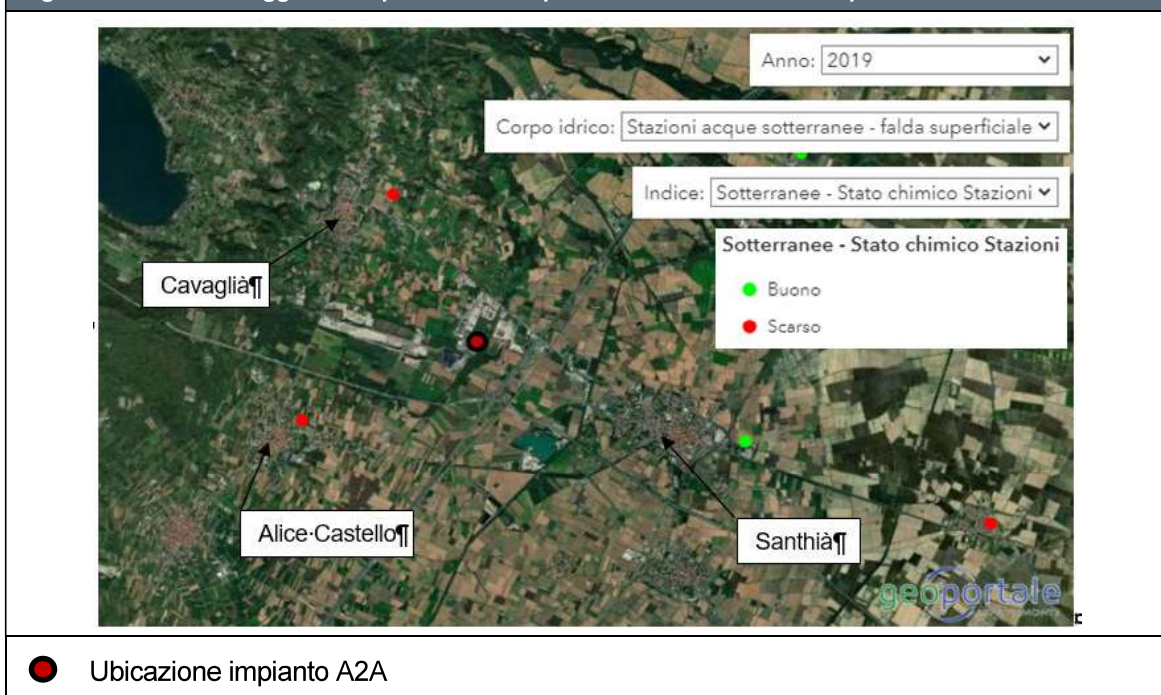 Anno: 2019
Corpo idrico: Stazioni acque sotterranee - falda superficiale
Indice: Sotterranee - Stato chimico Stazioni
Sotterranee - Stato chimico Stazioni
Buono
Scarso
Cavaglià¶
Alice·Castello¶
Santhià¶
geoportale
Ubicazione impianto A2A